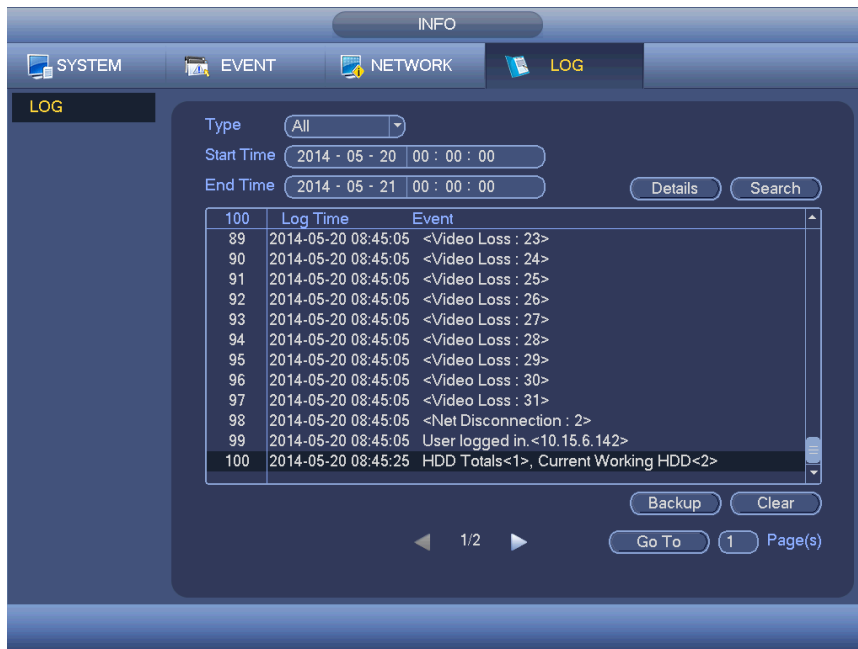 INFO
SYSTEM EVENT NETWORK LOG
LOG
Type All
Start Time 2014 - 05 - 20 00 : 00 : 00
End Time 2014 - 05 - 21 00 : 00 : 00
Details Search
100 Log Time Event
89 2014-05-20 08:45:05 <Video Loss : 23>
90 2014-05-20 08:45:05 <Video Loss : 24>
91 2014-05-20 08:45:05 <Video Loss : 25>
92 2014-05-20 08:45:05 <Video Loss : 26>
93 2014-05-20 08:45:05 <Video Loss : 27>
94 2014-05-20 08:45:05 <Video Loss : 28>
95 2014-05-20 08:45:05 <Video Loss : 29>
96 2014-05-20 08:45:05 <Video Loss : 30>
97 2014-05-20 08:45:05 <Video Loss : 31>
98 2014-05-20 08:45:05 <Net Disconnection : 2>
99 2014-05-20 08:45:05 User logged in.<10.15.6.142>
100 2014-05-20 08:45:25 HDD Totals<1>, Current Working HDD<2>
Backup Clear
1/2 Go To 1 Page(s)